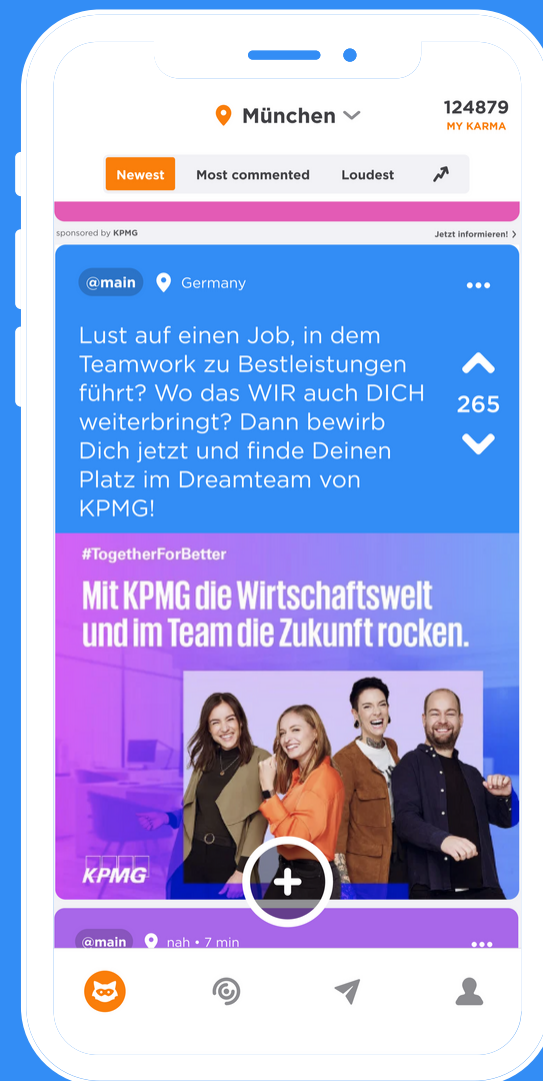 München
124879
MY KARMA
Newest Most commented Loudest
sponsored by KPMG
Jetzt informieren!
@main Germany
Lust auf einen Job, in dem
Teamwork zu Bestleistungen
führt? Wo das WIR auch DICH
weiterbringt? Dann bewirb
Dich jetzt und finde Deinen
Platz im Dreamteam von
KPMG!
265
#TogetherForBetter
Mit KPMG die Wirtschaftswelt
und im Team die Zukunft rocken.
KPMG
@main nah • 7 min